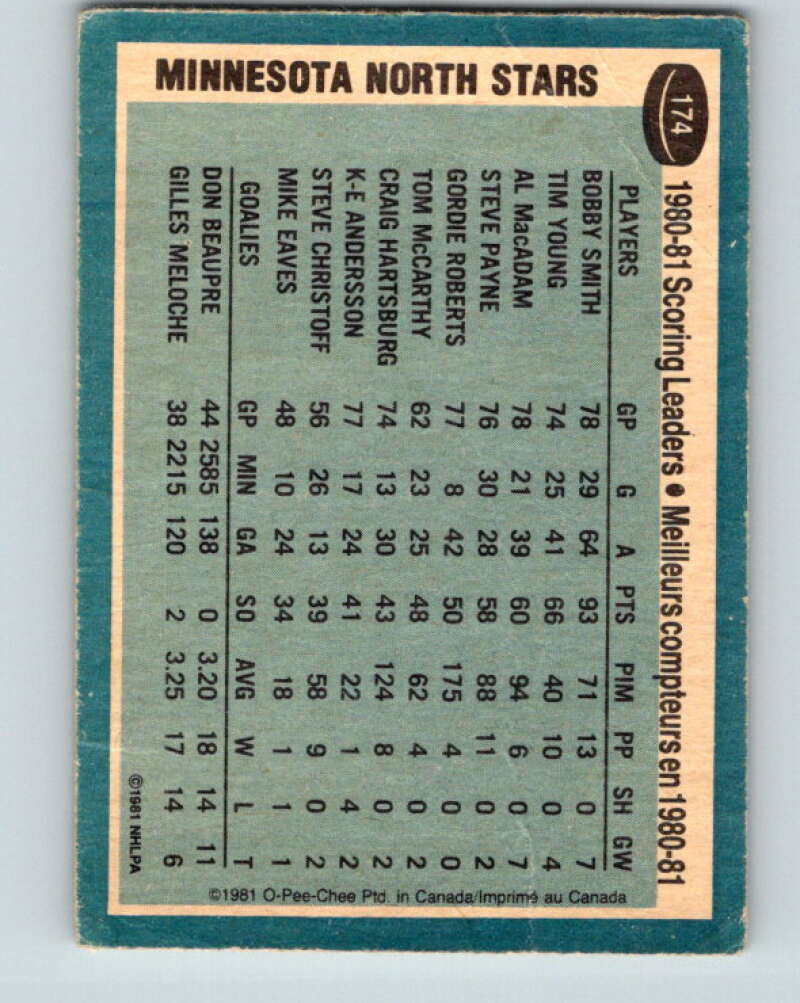 MINNESOTA NORTH STARS
174
1980-81 Scoring Leaders • Meilleurs compteurs en 1980-81
PLAYERS GP G A PTS PIM PP SH GW
BOBBY SMITH 78 29 64 93 71 13 0 7
TIM YOUNG 74 25 41 66 40 10 0 4
AL MacADAM 78 21 39 60 94 6 0 7
STEVE PAYNE 76 30 28 58 88 11 0 2
GORDIE ROBERTS 77 8 42 50 175 4 0 0
TOM McCARTHY 62 23 25 48 62 4 0 2
CRAIG HARTSBURG 74 13 30 43 124 8 0 2
K-E ANDERSSON 77 17 24 41 22 1 4 2
STEVE CHRISTOFF 56 26 13 39 58 9 0 2
MIKE EAVES 48 10 24 34 18 1 1 1
GOALIES GP MIN GA SO AVG W L T
DON BEAUPRE 44 2585 138 0 3.20 18 14 11
GILLES MELOCHE 38 2215 120 2 3.25 17 14 6
©1981 NHLPA
©1981 O-Pee-Chee Ptd. in Canada/Imprimé au Canada